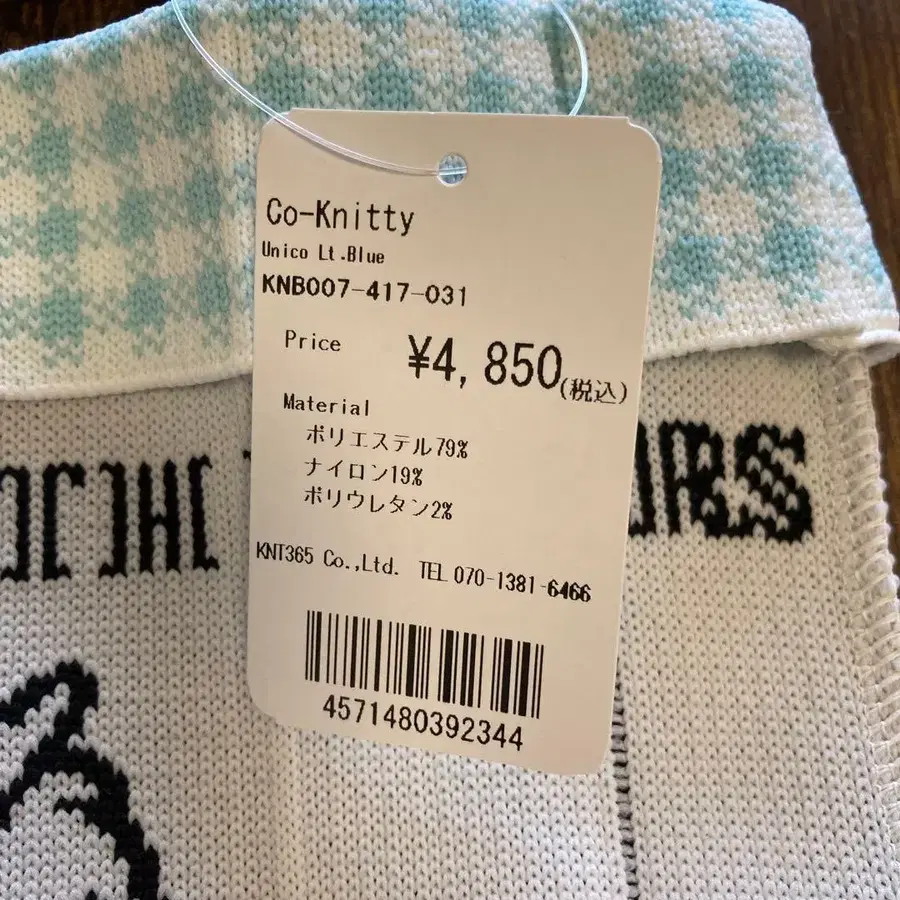 Co-Knitty
Unico Lt.Blue
KNB007-417-031
Price ¥4,850(税込)
Material
ポリエステル79%
ナイロン19%
ポリウレタン2%
KNT365 Co.,Ltd. TEL 070-1381-6466
4571480392344